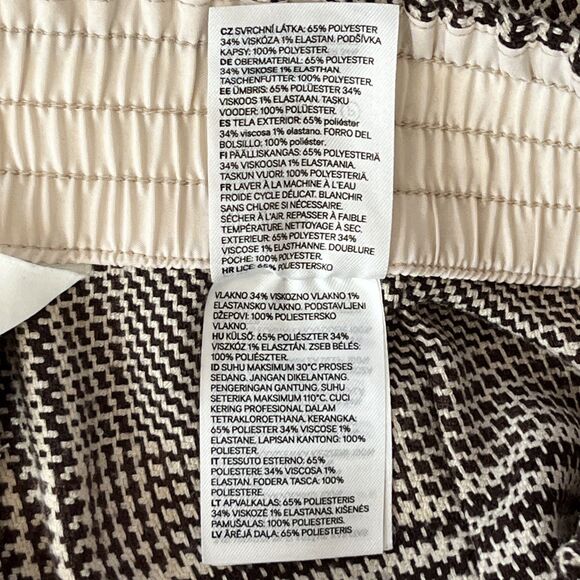 CZ SVRCHNÍ LÁTKA: 65% POLYESTER
34% VISKÓZA 1% ELASTAN. PODŠÍVKA
KAPSY: 100% POLYESTER.
DE OBERMATERIAL: 65% POLYESTER
34% VISKOSE 1% ELASTHAN.
TASCHENFUTTER: 100% POLYESTER.
EE ÜMBRIS: 65% POLÜESTER 34%
VISKOOS 1% ELASTAAN. TASKU
VOODER: 100% POLÜESTER.
ES TELA EXTERIOR: 65% poliéster
34% viscosa 1% elastano. FORRO DEL
BOLSILLO: 100% poliéster.
FI PÄÄLLISKANGAS: 65% POLYESTERIÄ
34% VISKOOSIA 1% ELASTAANIA.
TASKUN VUORI: 100% POLYESTERIÄ.
FR LAVER À LA MACHINE À L'EAU
FROIDE CYCLE DÉLICAT. BLANCHIR
SANS CHLORE SI NÉCESSAIRE.
SÉCHER À L'AIR. REPASSER À FAIBLE
TEMPÉRATURE. NETTOYAGE À SEC.
EXTERIEUR: 65% POLYESTER 34%
VISCOSE 1% ELASTHANNE. DOUBLURE
POCHE: 100% POLYESTER.
HR LICE: 65% POLIESTERSKO
VLAKNO 34% VISKOZNO VLAKNO 1%
ELASTANSKO VLAKNO. PODSTAVLJENI
DŽEPOVI: 100% POLIESTERSKO
VLAKNO.
HU KÜLSŐ: 65% POLIÉSZTER 34%
VISZKÓZ 1% ELASZTÁN. ZSEB BÉLÉS:
100% POLIÉSZTER.
ID SUHU MAKSIMUM 30°C PROSES
SEDANG. JANGAN DIKELANTANG.
PENGERINGAN GANTUNG. SUHU
SETERIKA MAKSIMUM 110°C. CUCI
KERING PROFESIONAL DALAM
TETRAKLOROETHANA. KERANGKA:
65% POLIESTER 34% VISCOSE 1%
ELASTANE. LAPISAN KANTONG: 100%
POLIESTER.
IT TESSUTO ESTERNO: 65%
POLIESTERE 34% VISCOSA 1%
ELASTAN. FODERA TASCA: 100%
POLIESTERE.
LT APVALKALAS: 65% POLIESTERIS
34% VISKOZĖ 1% ELASTANAS. KIŠENĖS
PAMUŠALAS: 100% POLIESTERIS.
LV ĀRĒJĀ DAĻA: 65% POLIESTERIS